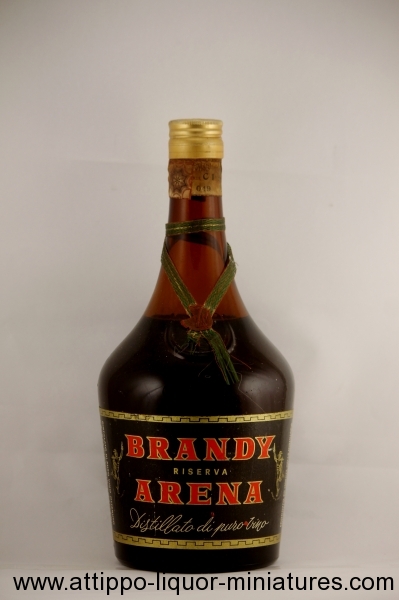 BRANDY
RISERVA
ARENA
Distillato di puro vino
www.attippo-liquor-miniatures.com